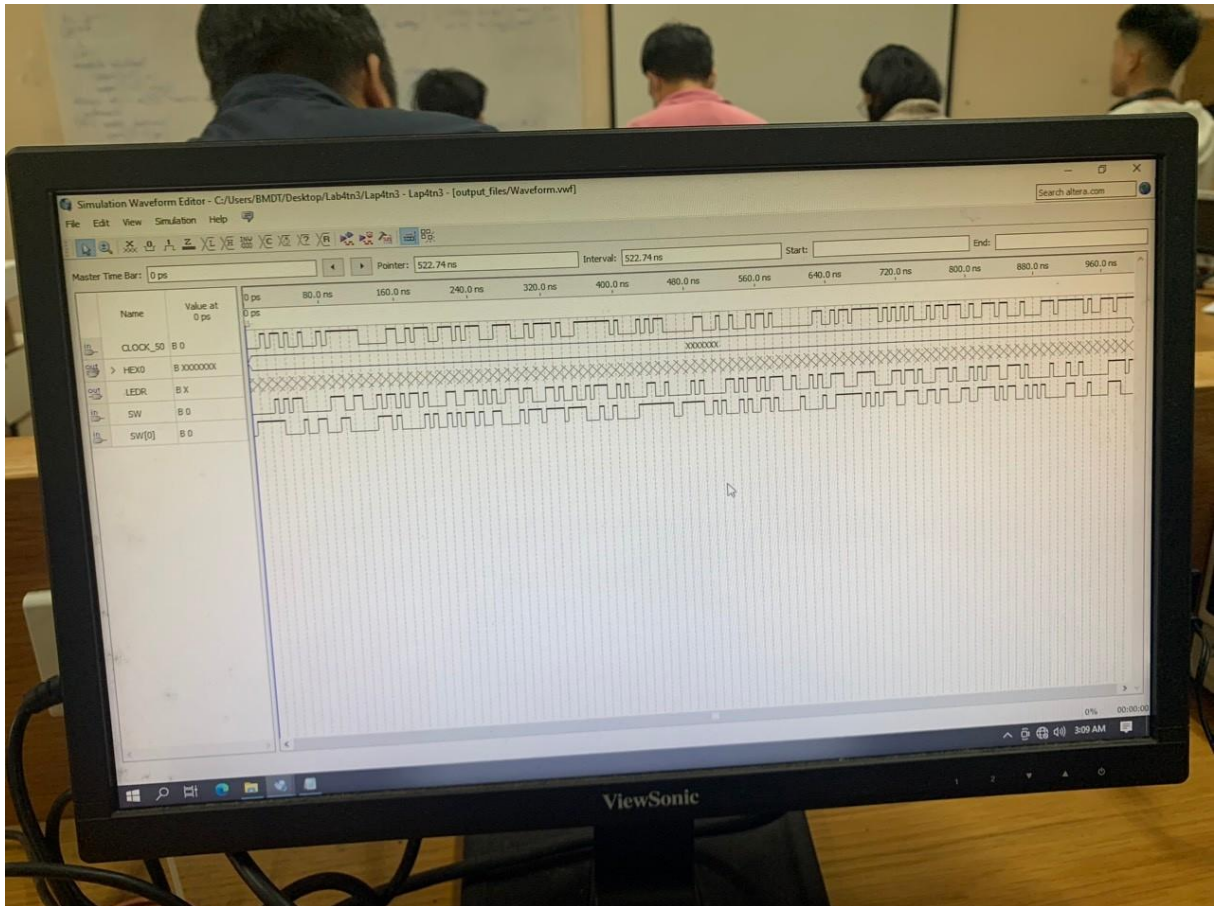 Simulation Waveform Editor - C:/Users/BMDT/Desktop/Lab4tn3/Lap4tn3 - Lap4tn3 - [output_files/Waveform.vwf]
File Edit View Simulation Help
Search altera.com
Master Time Bar: 0 ps
Pointer: 522.74 ns
Interval: 522.74 ns
Start:
End:
Name
Value at
0 ps
0 ps 80.0 ns 160.0 ns 240.0 ns 320.0 ns 400.0 ns 480.0 ns 560.0 ns 640.0 ns 720.0 ns 800.0 ns 880.0 ns 960.0 ns
0 ps
CLOCK_50 B 0
HEX0 B XXXXXXX
XXXXXXX
LEDR B X
SW B 0
SW[0] B 0
0% 00:00:00
3:09 AM
ViewSonic
1 2